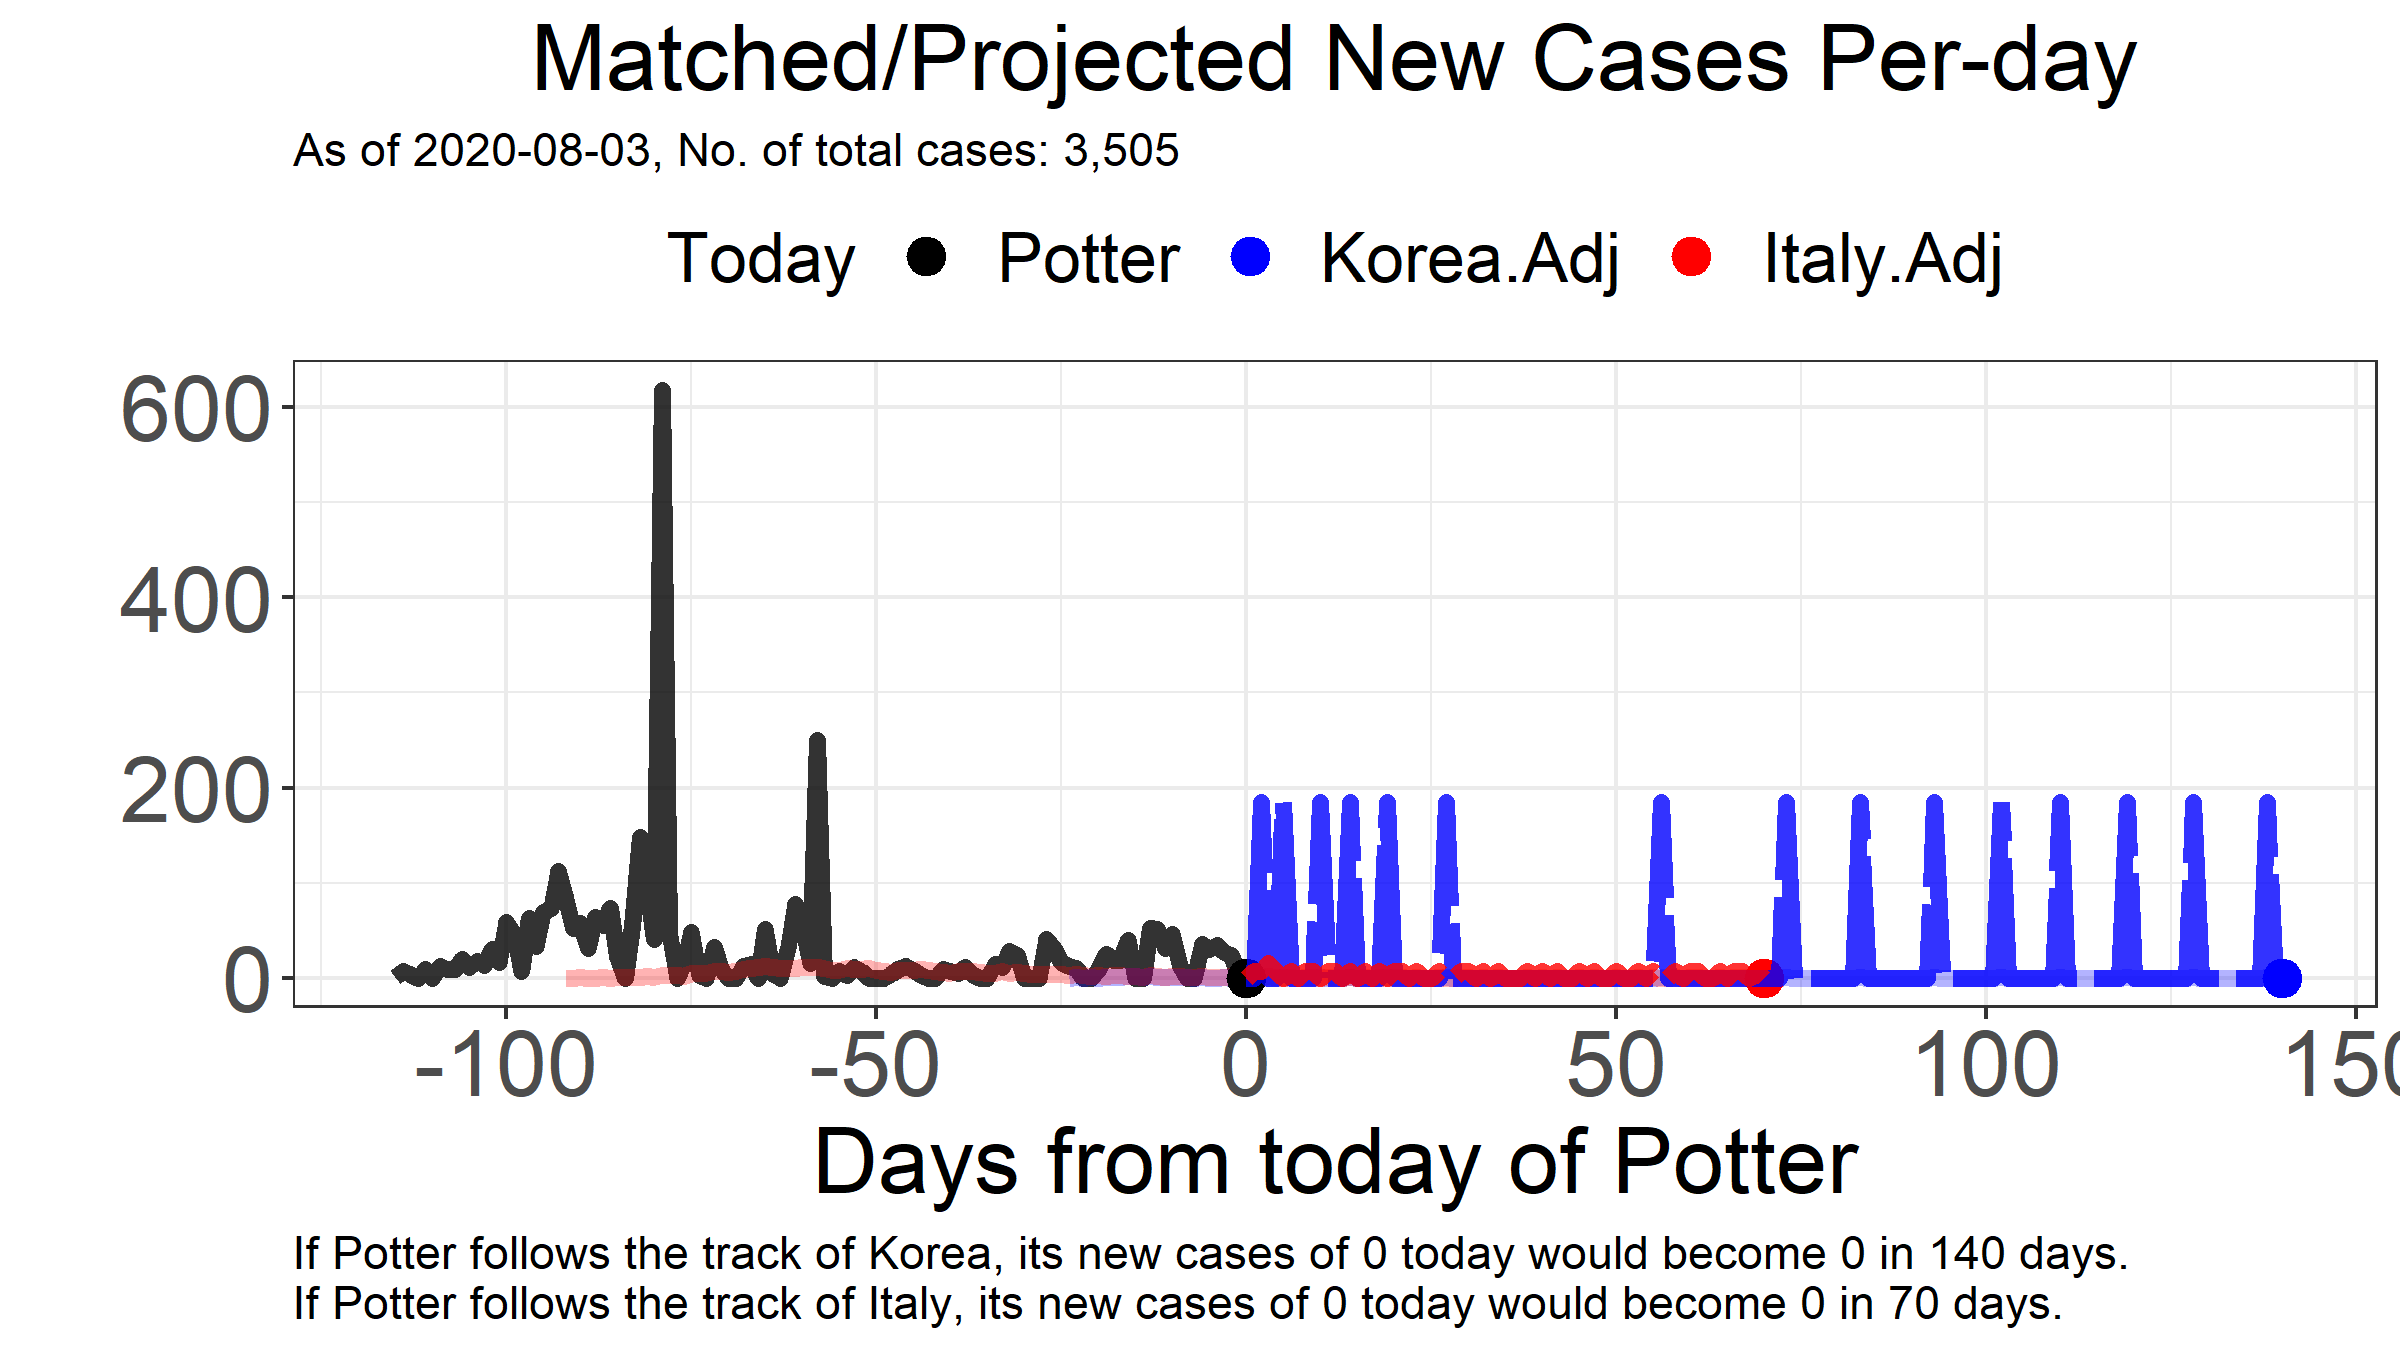 Matched/Projected New Cases Per-day
As of 2020-08-03, No. of total cases: 3,505
Today Potter Korea.Adj Italy.Adj
600
400
200
0
-100 -50 0 50 100 150
Days from today of Potter
If Potter follows the track of Korea, its new cases of 0 today would become 0 in 140 days.
If Potter follows the track of Italy, its new cases of 0 today would become 0 in 70 days.